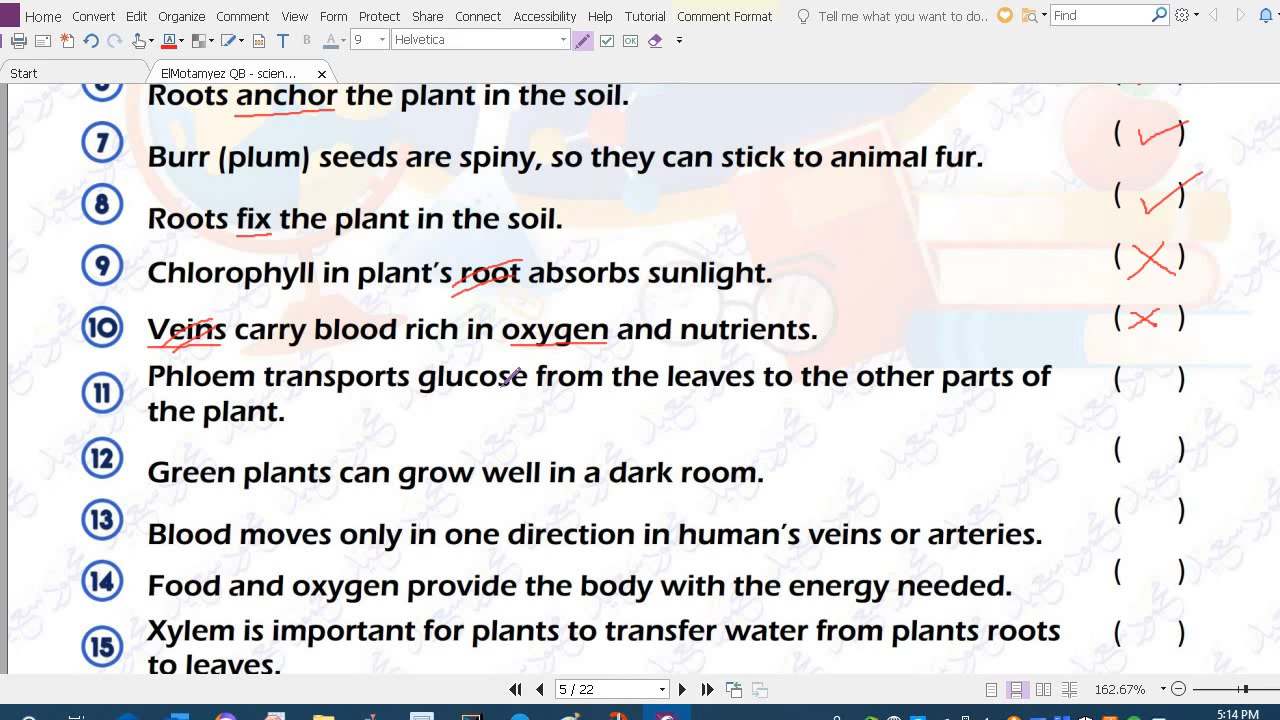 Home Convert Edit Organize Comment View Form Protect Share Connect Accessibility Help Tutorial Comment Format Tell me what you want to do.. Find
9 Helvetica OK
Start ElMotamyez QB - scien...
Roots anchor the plant in the soil.
7 Burr (plum) seeds are spiny, so they can stick to animal fur. ( )
8 Roots fix the plant in the soil. ( )
9 Chlorophyll in plant's root absorbs sunlight. ( )
10 Veins carry blood rich in oxygen and nutrients. ( )
11 Phloem transports glucose from the leaves to the other parts of ( )
the plant.
12 Green plants can grow well in a dark room. ( )
13 Blood moves only in one direction in human's veins or arteries. ( )
14 Food and oxygen provide the body with the energy needed. ( )
15 Xylem is important for plants to transfer water from plants roots ( )
to leaves.
5 / 22 162.67%
5:14 PM